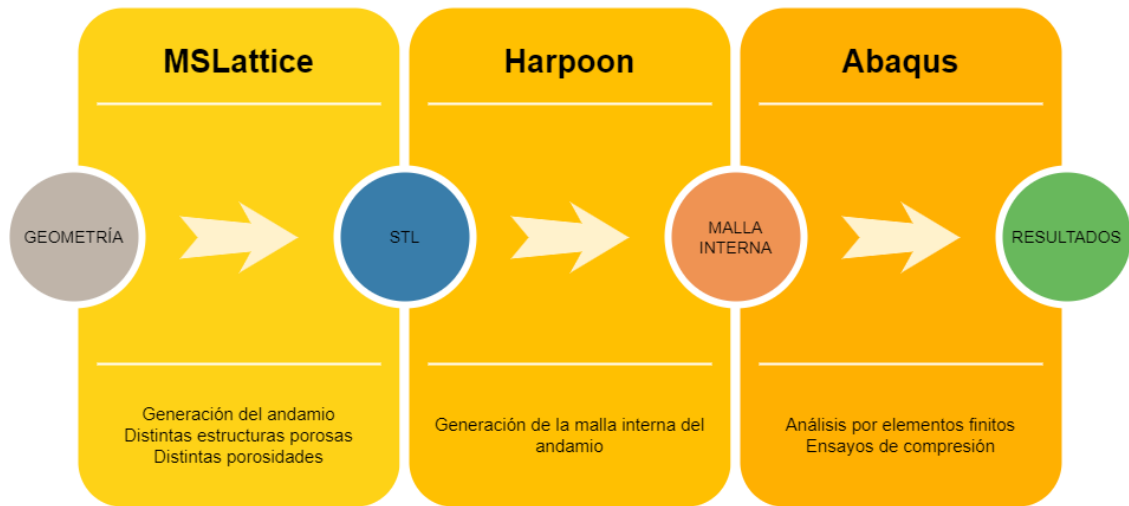 MSLattice
Harpoon
Abaqus
GEOMETRÍA
STL
MALLA
INTERNA
RESULTADOS
Generación del andamio
Distintas estructuras porosas
Distintas porosidades
Generación de la malla interna del
andamio
Análisis por elementos finitos
Ensayos de compresión